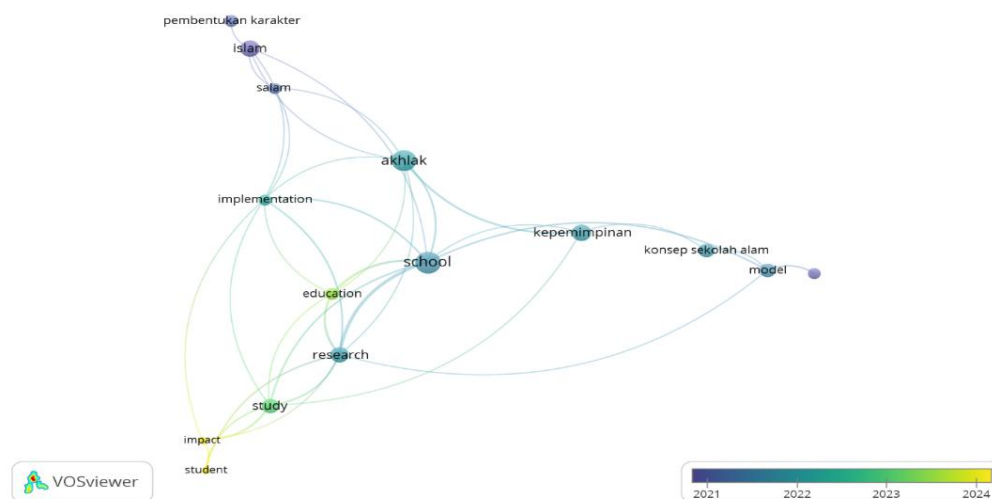 pembentukan karakter
islam
salam
akhlak
implementation
kepemimpinan
konsep sekolah alam
school
model
education
research
study
impact
student
VOSviewer
2021 2022 2023 2024